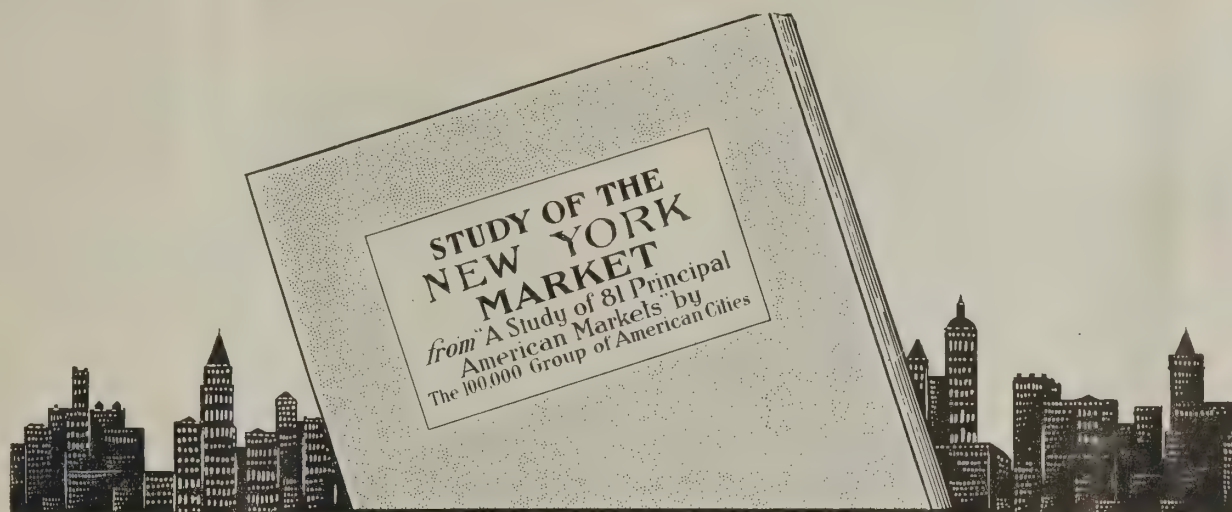 STUDY OF THE
NEW YORK
MARKET
from "A Study of 81 Principal
American Markets" by
The 100,000 Group of American Cities